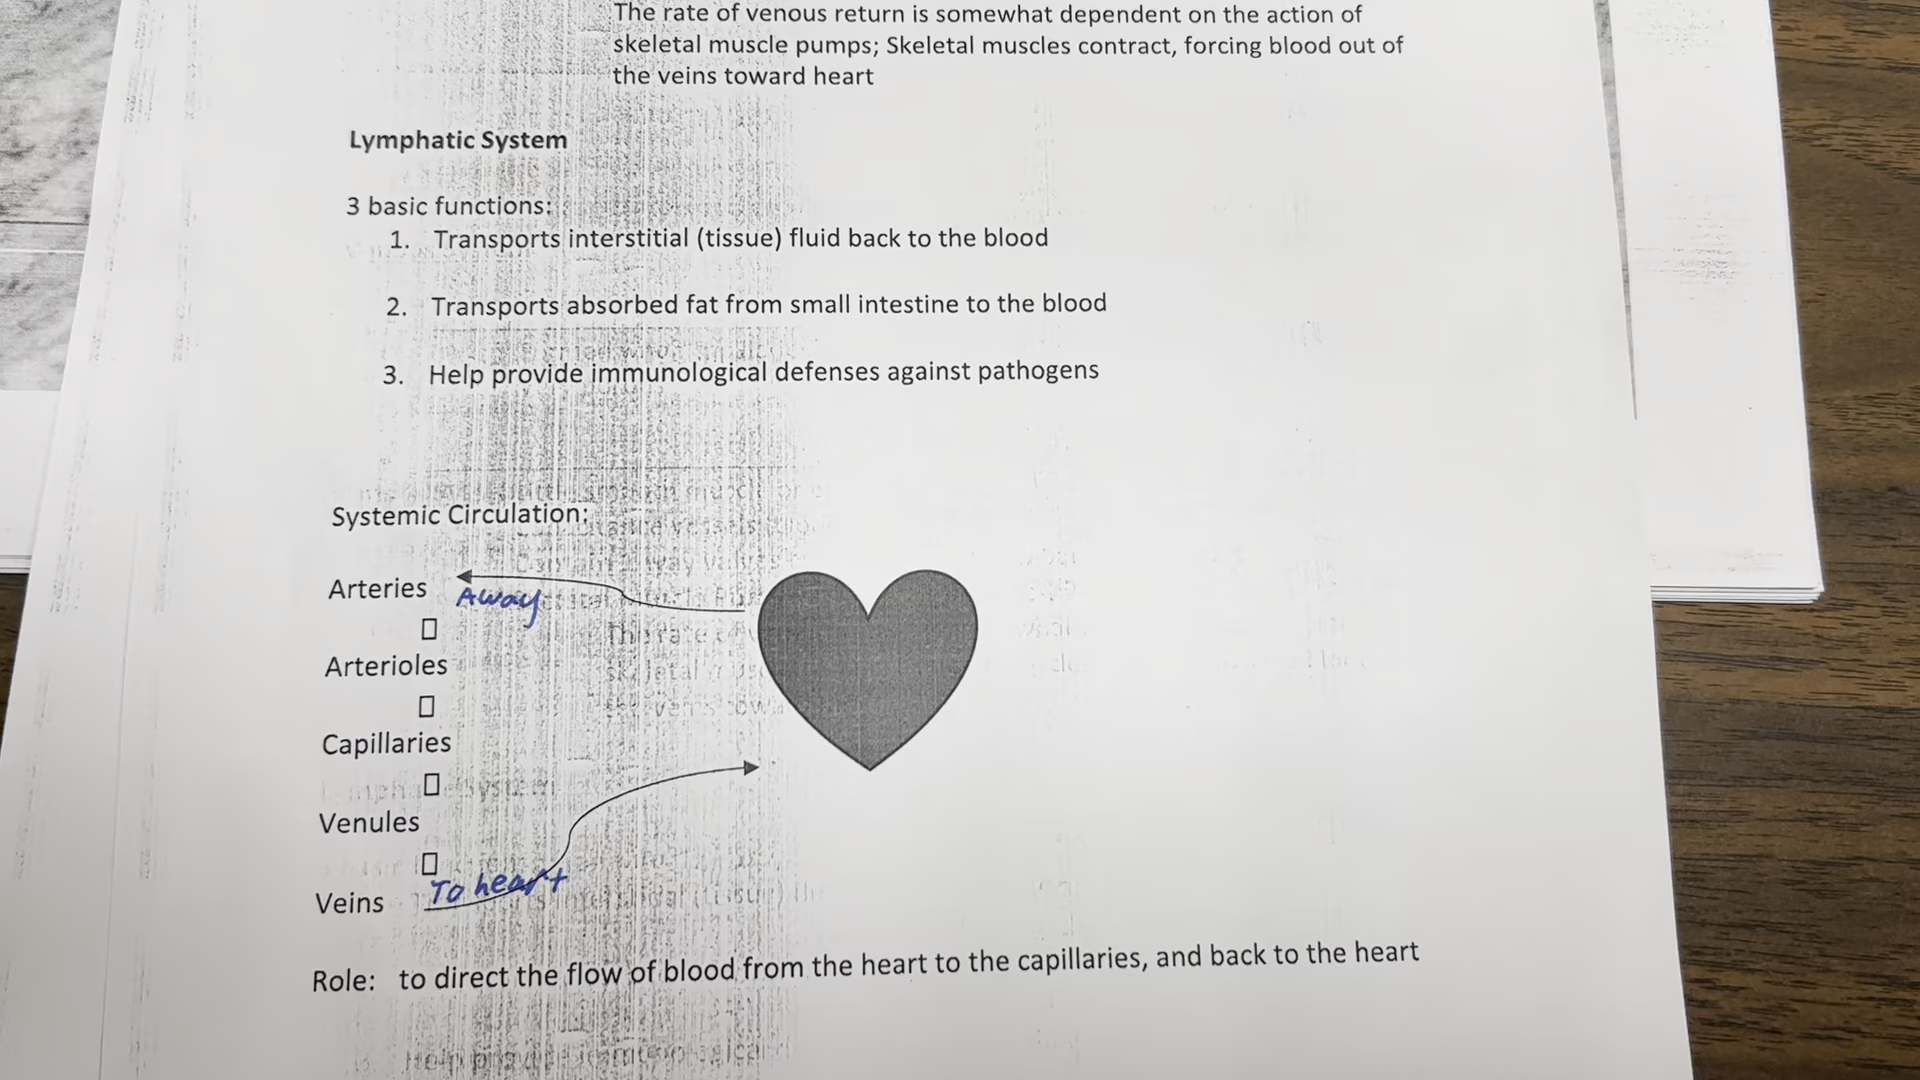 The rate of venous return is somewhat dependent on the action of
skeletal muscle pumps; Skeletal muscles contract, forcing blood out of
the veins toward heart
Lymphatic System
3 basic functions:
1. Transports interstitial (tissue) fluid back to the blood
2. Transports absorbed fat from small intestine to the blood
3. Help provide immunological defenses against pathogens
Systemic Circulation:
Arteries
Away
Arterioles
Capillaries
Venules
To heart
Veins
Role: to direct the flow of blood from the heart to the capillaries, and back to the heart